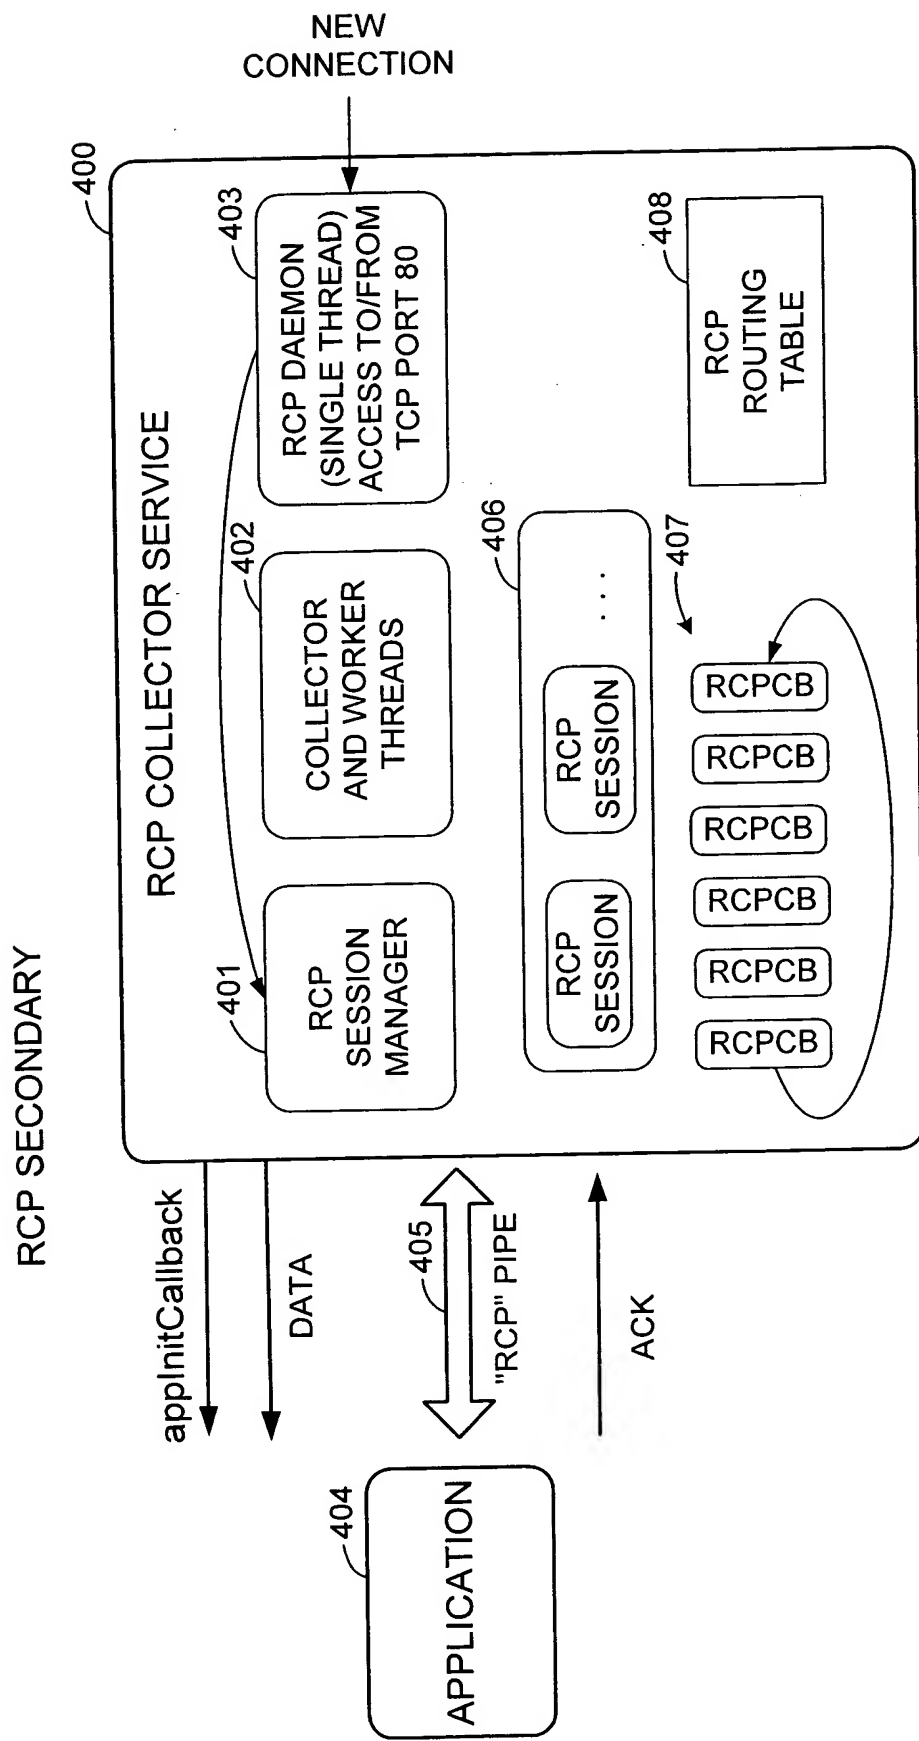 RCP SECONDARY
RCP COLLECTOR SERVICE
400
NEW
CONNECTION
appInitCallback
DATA
401
RCP
SESSION
MANAGER
402
COLLECTOR
AND WORKER
THREADS
403
RCP DAEMON
(SINGLE THREAD)
ACCESS TO/FROM
TCP PORT 80
404
APPLICATION
405
"RCP" PIPE
ACK
406
RCP
SESSION
RCP
SESSION
. . .
407
RCPCB
RCPCB
RCPCB
RCPCB
RCPCB
RCPCB
408
RCP
ROUTING
TABLE